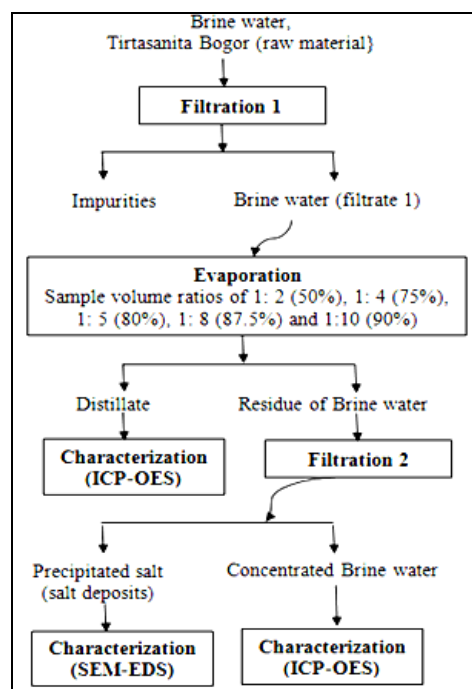 Brine water,
Tirtasanita Bogor (raw material}
Filtration 1
Impurities
Brine water (filtrate 1)
Evaporation
Sample volume ratios of 1: 2 (50%), 1: 4 (75%),
1: 5 (80%), 1: 8 (87.5%) and 1:10 (90%)
Distillate
Residue of Brine water
Characterization
(ICP-OES)
Filtration 2
Precipitated salt
(salt deposits)
Concentrated Brine water
Characterization
(SEM-EDS)
Characterization
(ICP-OES)